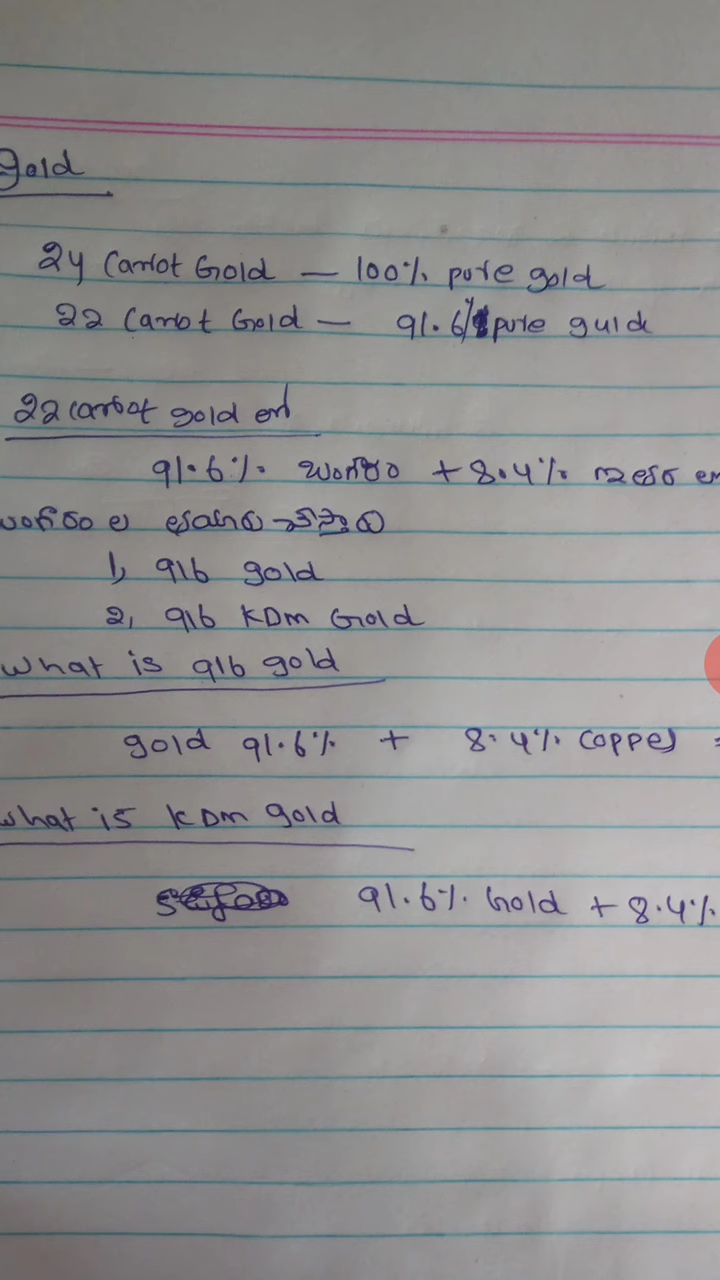 gold
24 Carrot Gold — 100% pure gold
22 Carrot Gold — 91.6% pure guld
22 carrot gold
91.6% + 8.4%
1, 916 gold
2, 916 KDM Gold
What is 916 gold
gold 91.6% + 8.4% copper =
what is KDM gold
91.6% Gold + 8.4%